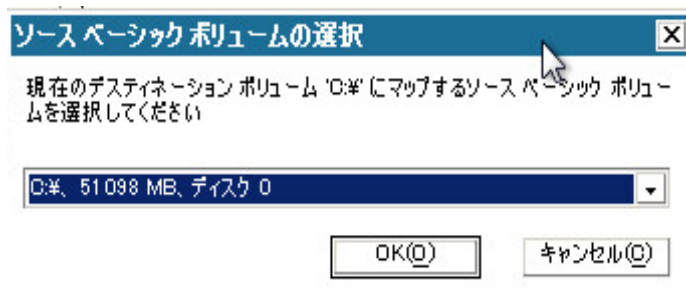 ソース ベーシック ボリュームの選択
現在のデスティネーション ボリューム 'C:¥' にマップするソース ベーシック ボリュー
ムを選択してください
C:¥、51098 MB、ディスク 0
OK(O)
キャンセル(C)